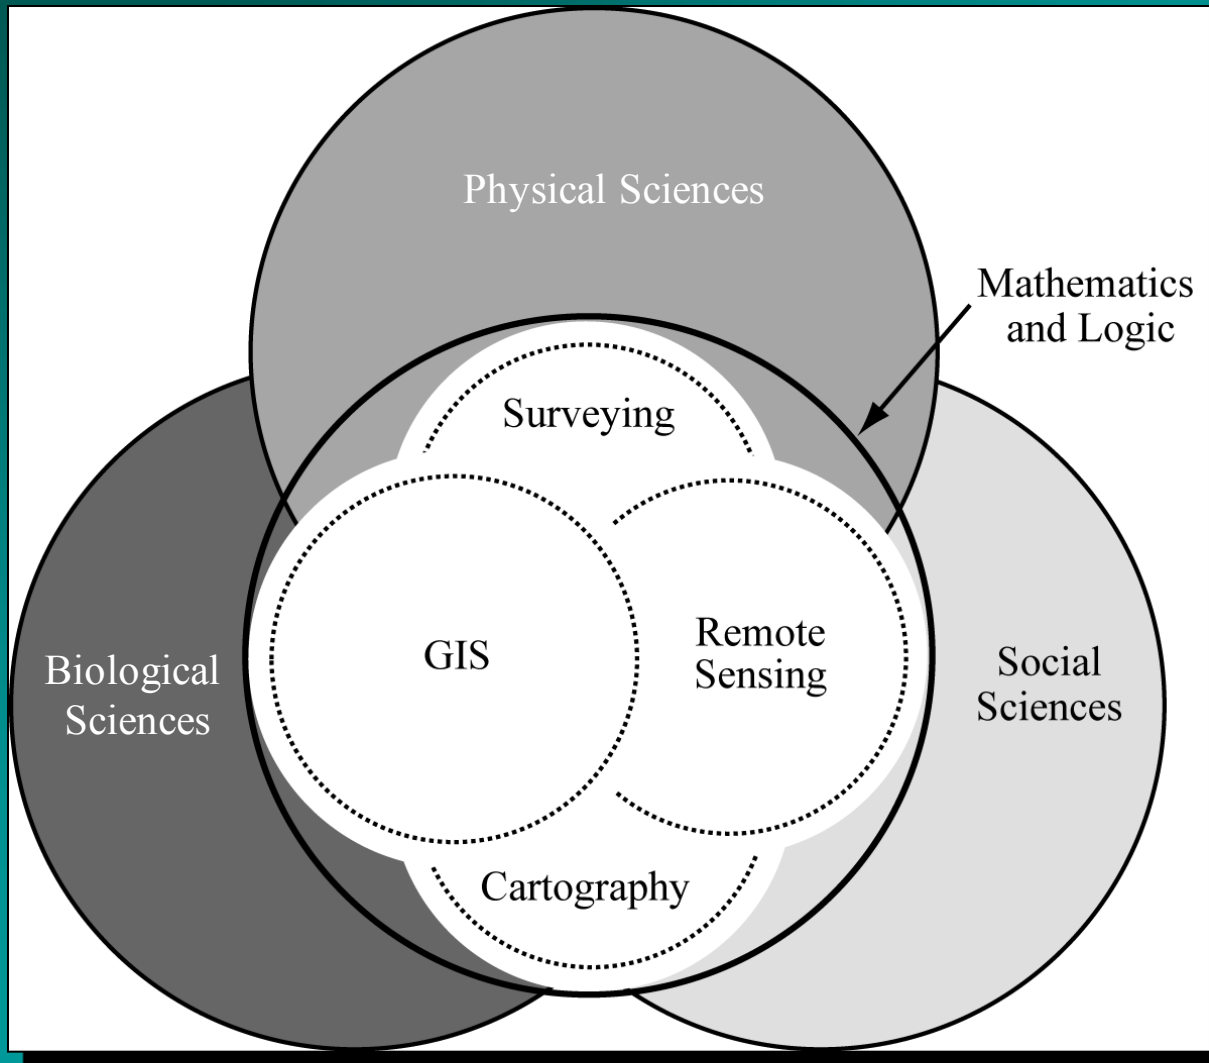 Physical Sciences
Mathematics
and Logic
Surveying
GIS
Remote
Sensing
Biological
Sciences
Social
Sciences
Cartography